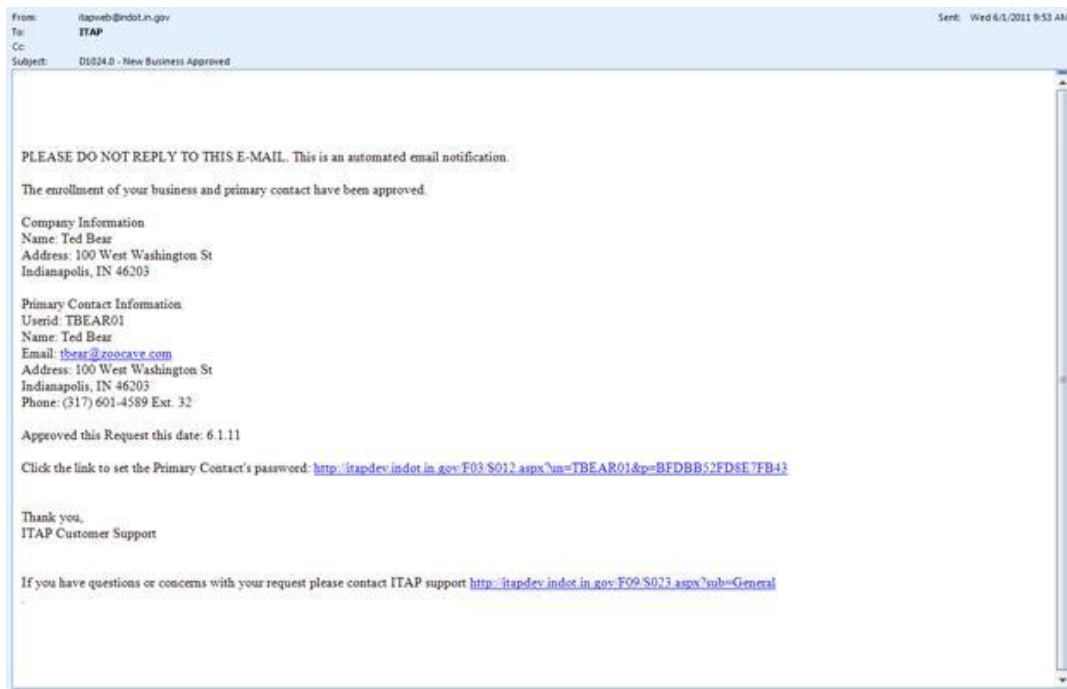 From: itapweb@indot.in.gov Sent: Wed 6/1/2011 9:53 AM
To: ITAP
Cc:
Subject: D1024.0 - New Business Approved
PLEASE DO NOT REPLY TO THIS E-MAIL. This is an automated email notification.
The enrollment of your business and primary contact have been approved.
Company Information
Name: Ted Bear
Address: 100 West Washington St
Indianapolis, IN 46203
Primary Contact Information
Userid: TBEAR01
Name: Ted Bear
Email: tbear@zoocave.com
Address: 100 West Washington St
Indianapolis, IN 46203
Phone: (317) 601-4589 Ext. 32
Approved this Request this date: 6.1.11
Click the link to set the Primary Contact's password: http://itapdev.indot.in.gov/F03/S012.aspx?un=TBEAR01&p=BFDBB52FD8E7FB43
Thank you,
ITAP Customer Support
If you have questions or concerns with your request please contact ITAP support http://itapdev.indot.in.gov/F09/S023.aspx?sub=General